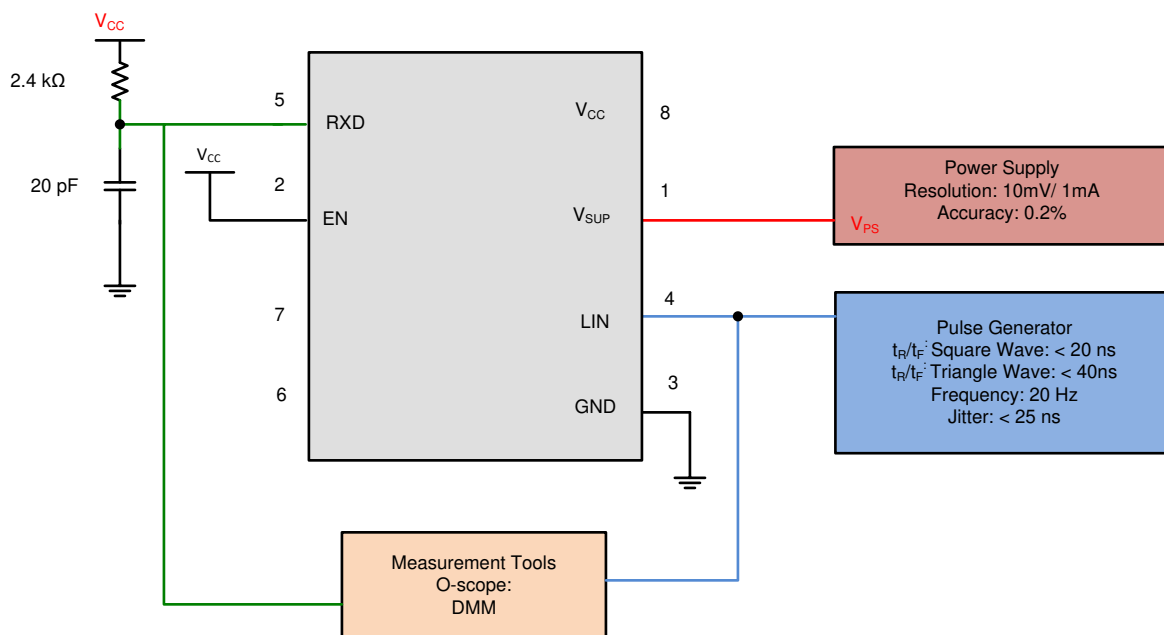 VCC
2.4 kΩ
20 pF
5
RXD
VCC
2
EN
7
6
VCC
8
1
VSUP
4
LIN
3
GND
Power Supply
Resolution: 10mV/ 1mA
Accuracy: 0.2%
VPS
Pulse Generator
tR/tF: Square Wave: < 20 ns
tR/tF: Triangle Wave: < 40ns
Frequency: 20 Hz
Jitter: < 25 ns
Measurement Tools
O-scope:
DMM